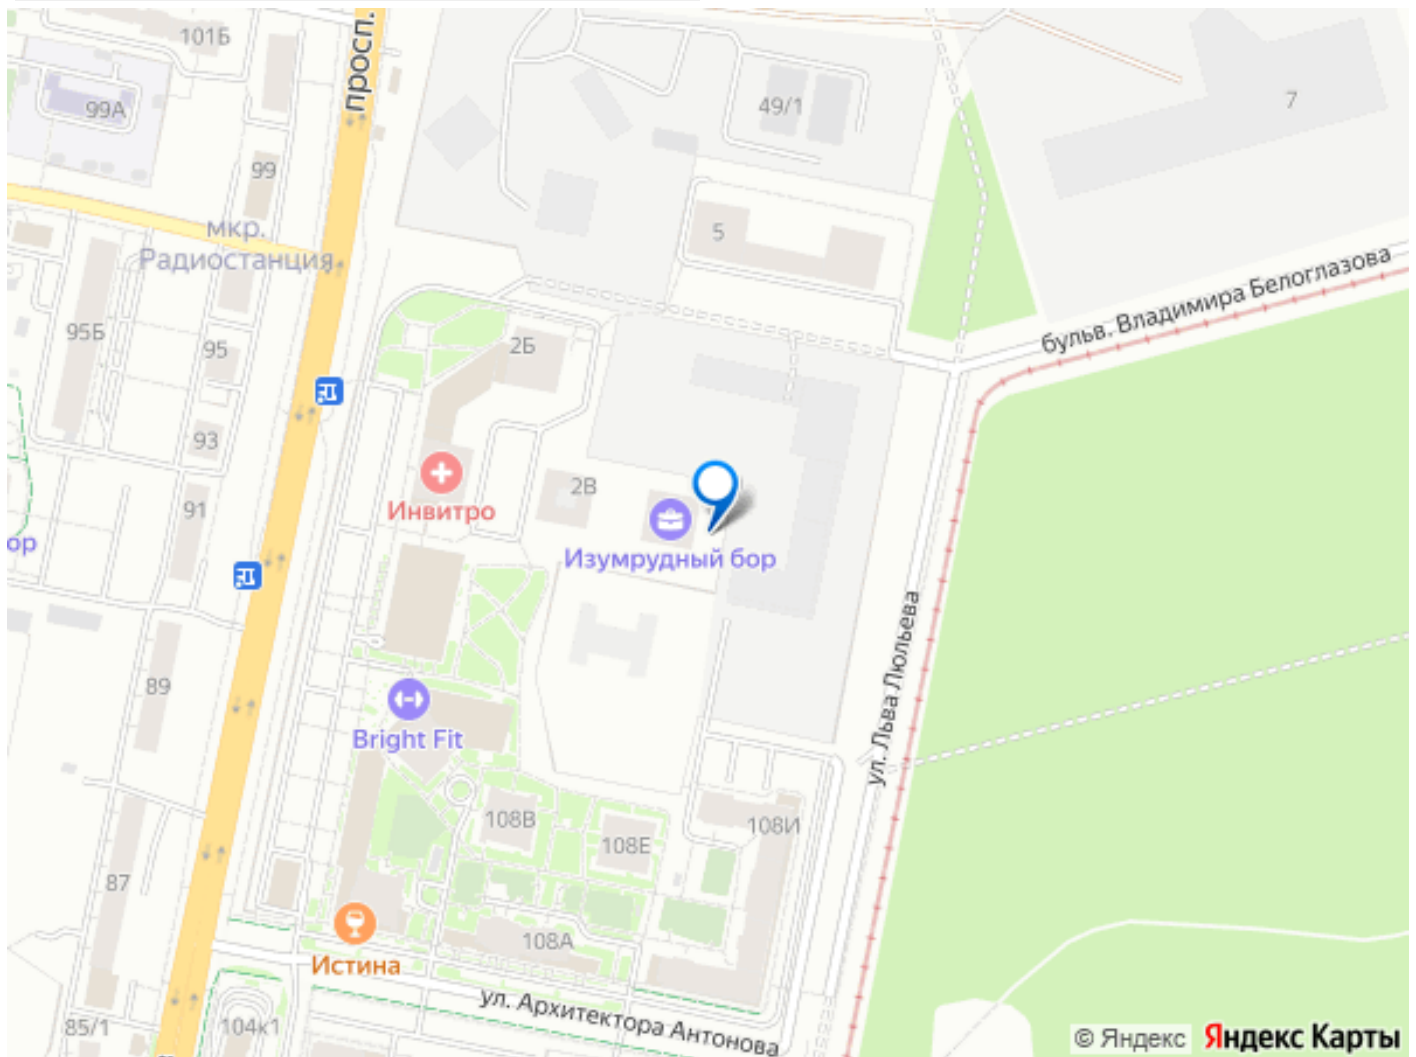 101Б
просп.
99А
49/1
7
99
5
мкр.
Радиостанция
бульв. Владимира Белоглазова
95Б
95
2Б
93
Инвитро
2В
91
ор
Изумрудный бор
ул. Льва Люльева
89
Bright Fit
108В
108Е
108И
87
108А
Истина
ул. Архитектора Антонова
85/1
104к1
© Яндекс Яндекс Карты